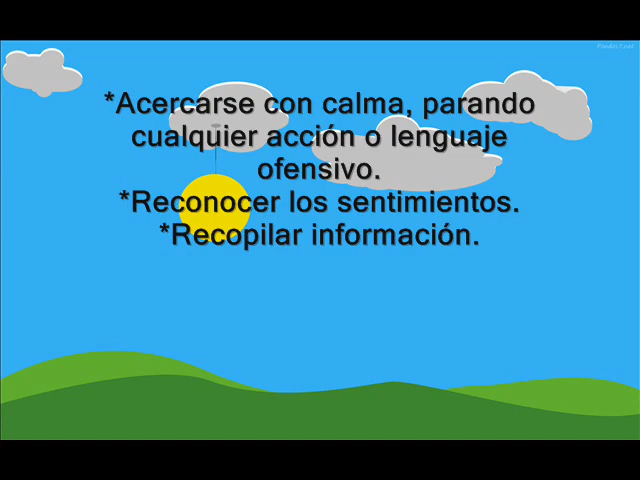 *Acercarse con calma, parando
cualquier acción o lenguaje
ofensivo.
*Reconocer los sentimientos.
*Recopilar información.